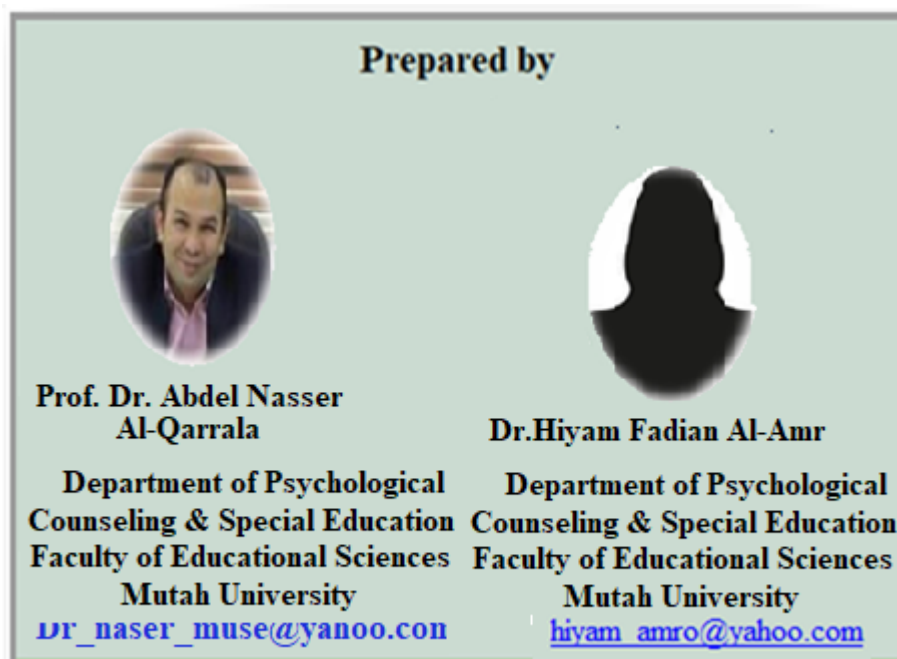 Prepared by
Prof. Dr. Abdel Nasser
Al-Qarrala
Department of Psychological
Counseling & Special Education
Faculty of Educational Sciences
Mutah University
Dr_naser_muse@yahoo.con
Dr.Hiyam Fadian Al-Amr
Department of Psychological
Counseling & Special Education
Faculty of Educational Sciences
Mutah University
hiyam_amro@yahoo.com